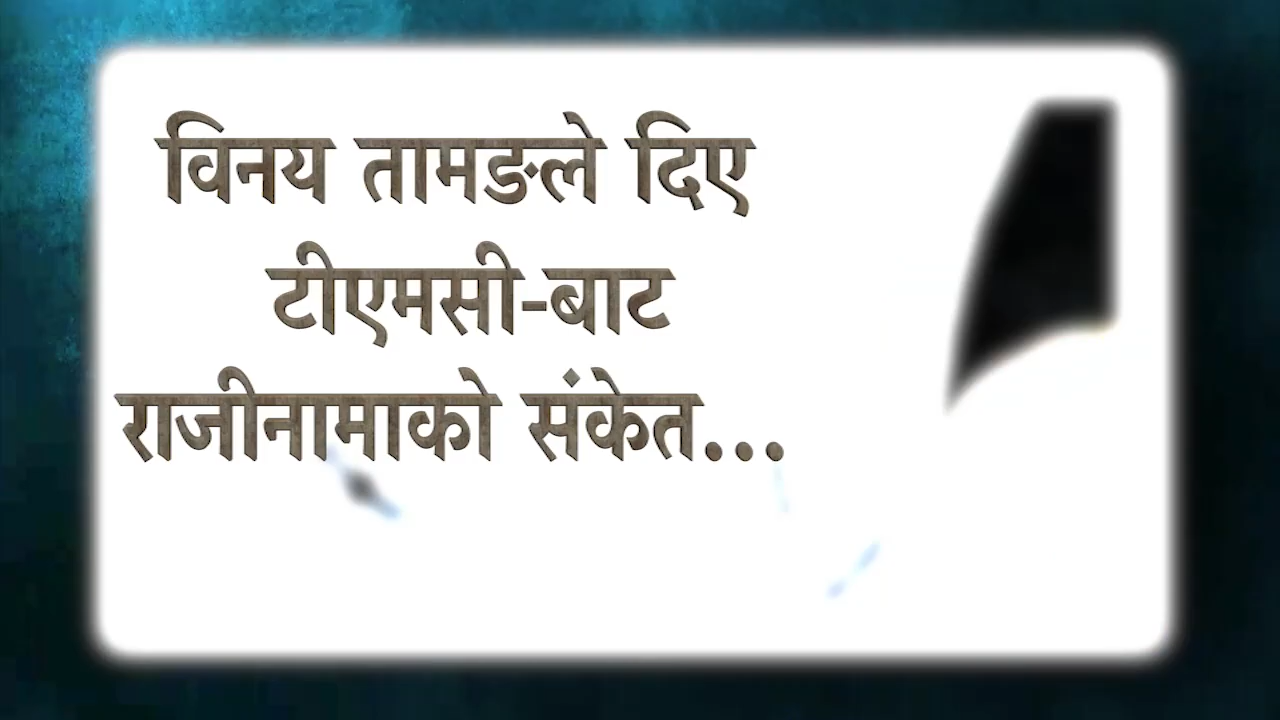 विनय तामङले दिए
टीएमसी-बाट
राजीनामाको संकेत...